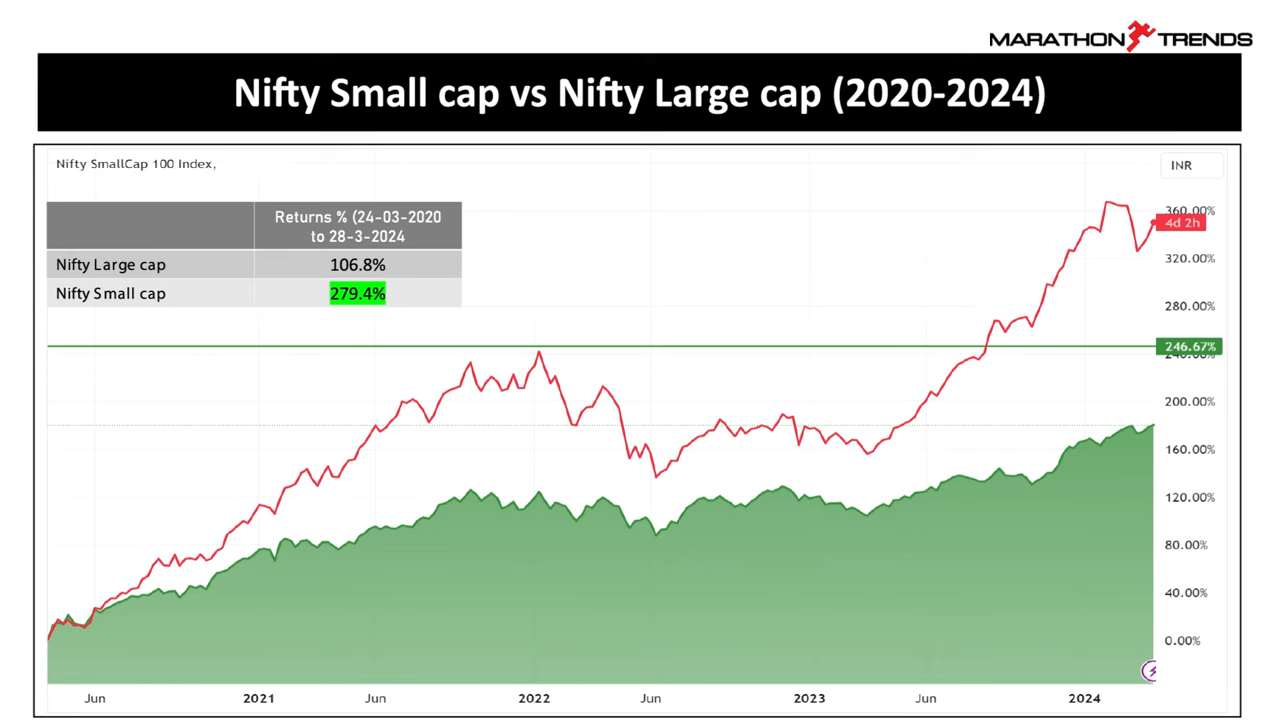 MARATHON TRENDS
Nifty Small cap vs Nifty Large cap (2020-2024)
Nifty SmallCap 100 Index,
INR
Returns % (24-03-2020
to 28-3-2024
Nifty Large cap 106.8%
Nifty Small cap 279.4%
360.00%
4d 2h
320.00%
280.00%
246.67%
240.00%
200.00%
160.00%
120.00%
80.00%
40.00%
0.00%
Jun 2021 Jun 2022 Jun 2023 Jun 2024